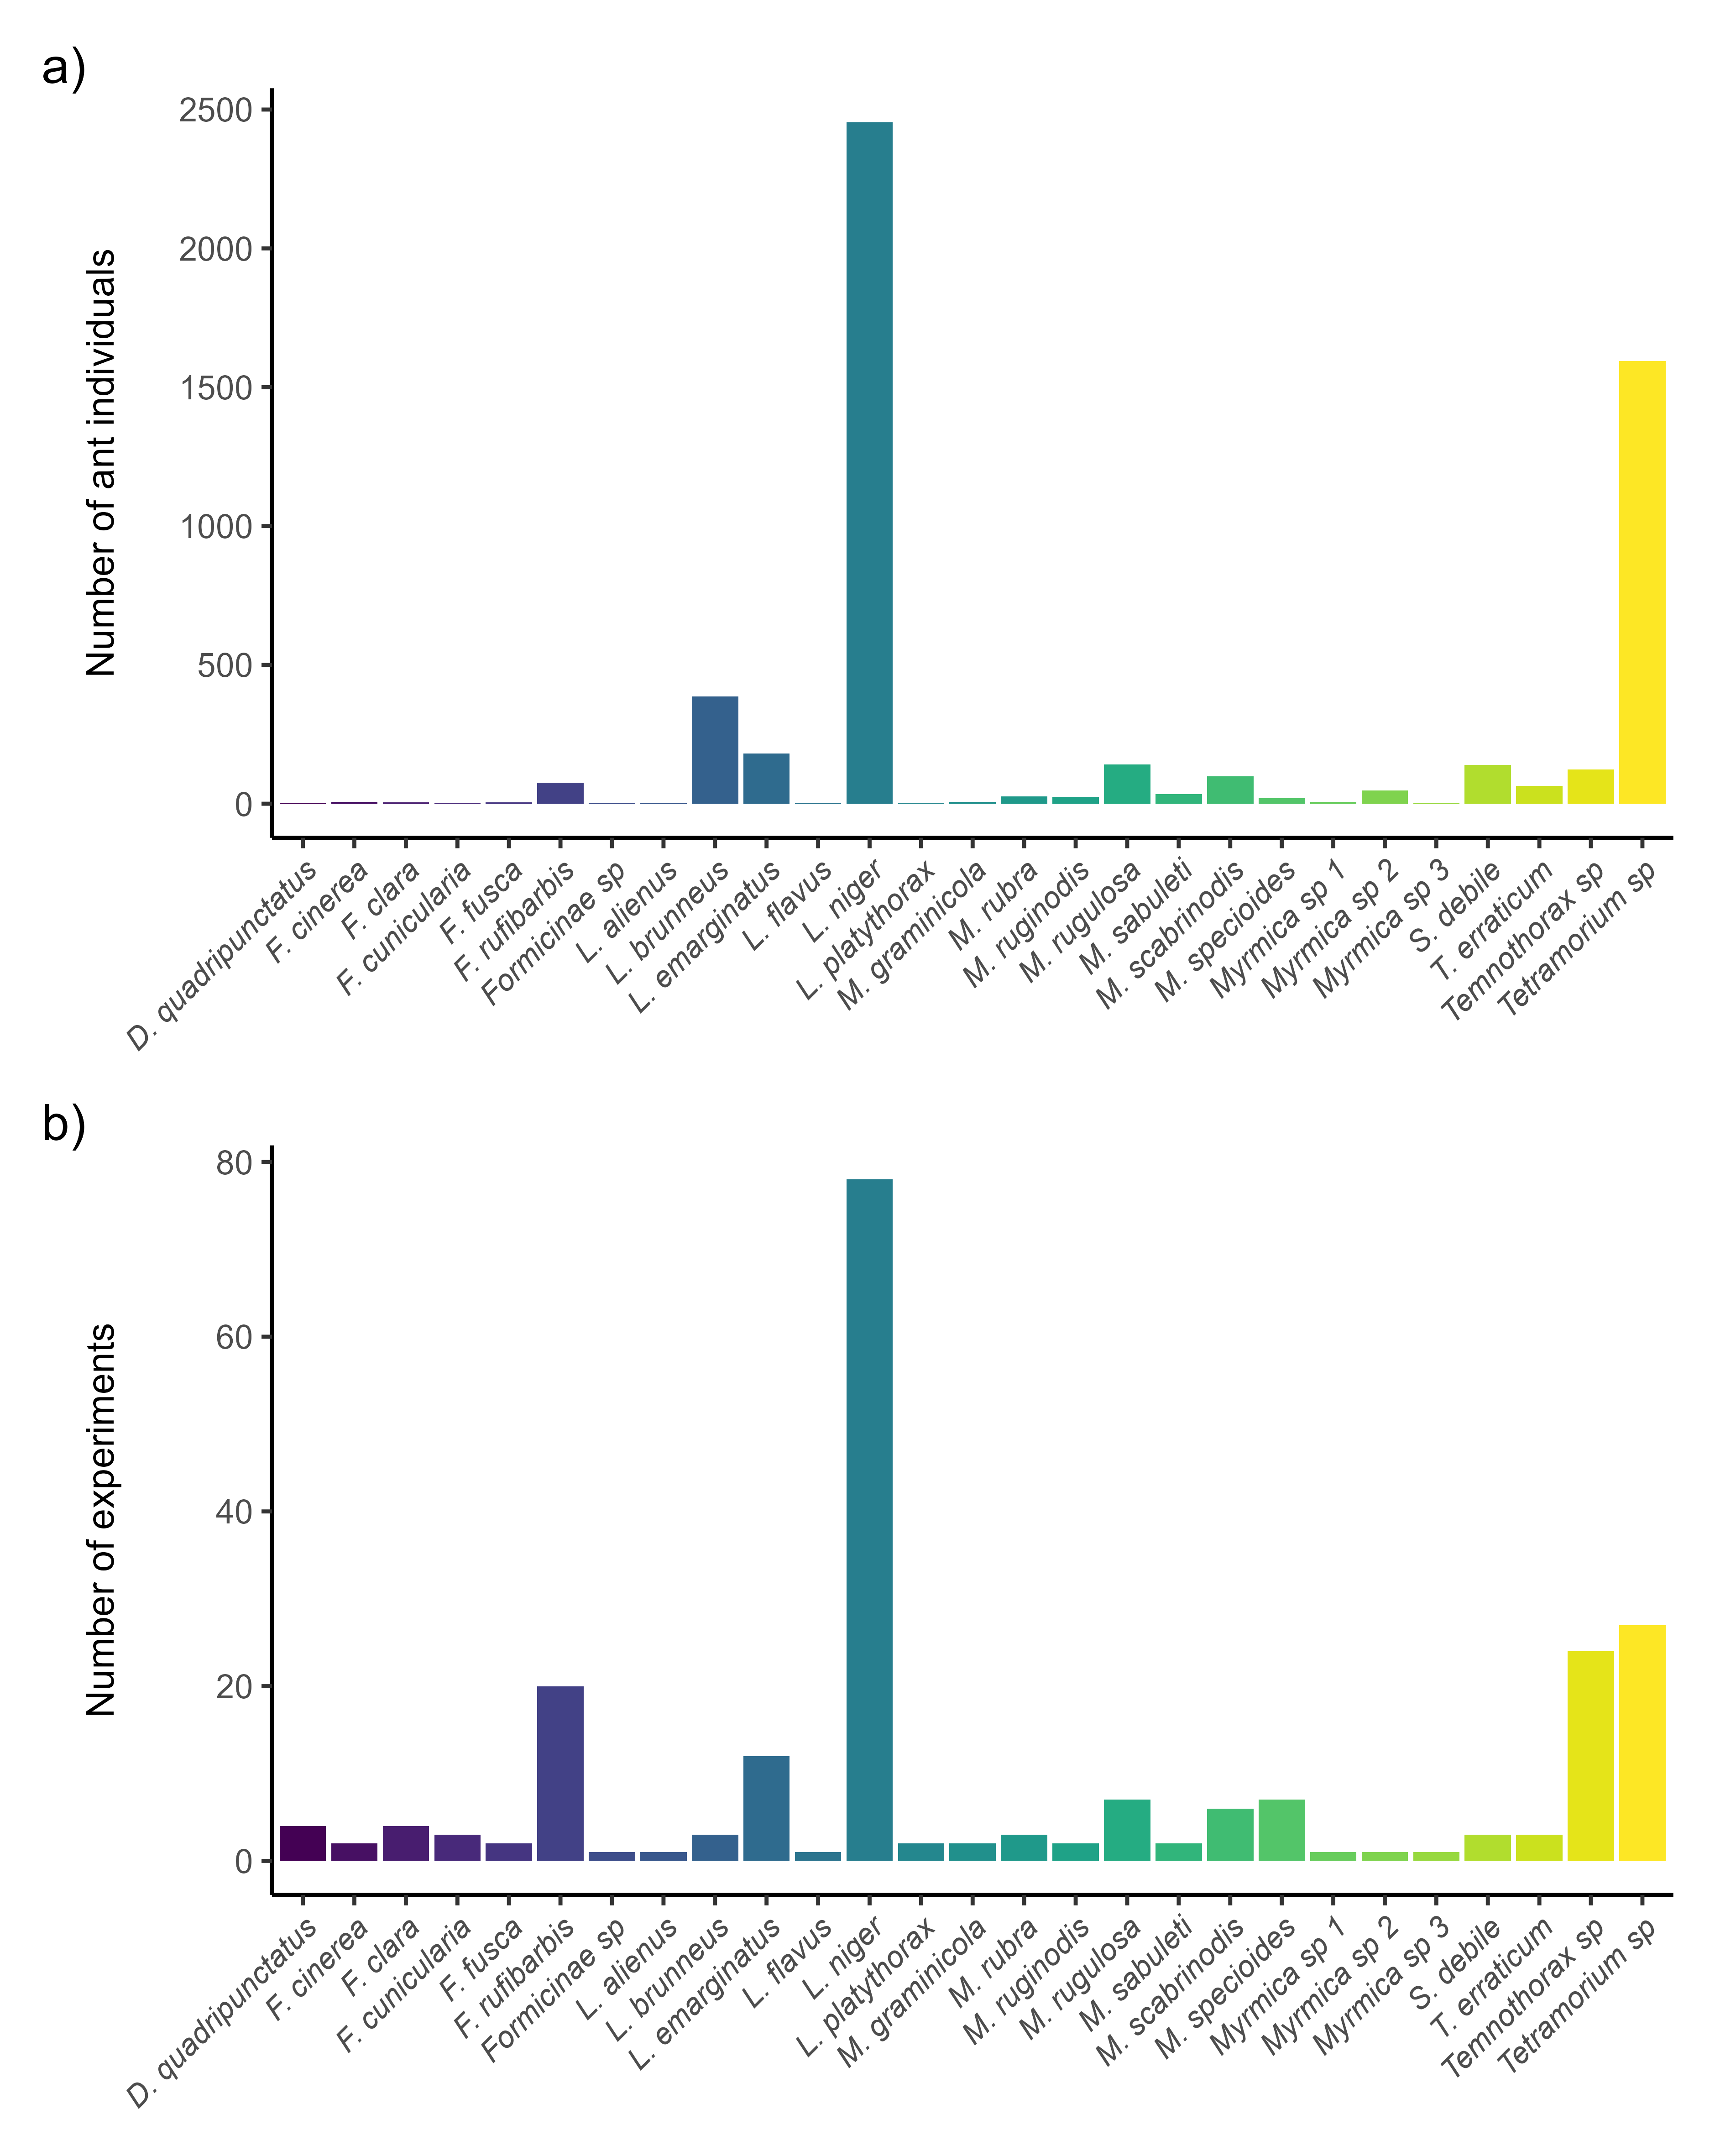 a)
Number of ant individuals
2500
2000
1500
1000
500
0
D. quadripunctatus
F. cinerea
F. clara
F. cunicularia
F. fusca
F. rufibarbis
Formicinae sp
L. alienus
L. brunneus
L. emarginatus
L. flavus
L. niger
L. platythorax
M. graminicola
M. rubra
M. ruginodis
M. rugulosa
M. sabuleti
M. scabrinodis
M. specioides
Myrmica sp 1
Myrmica sp 2
Myrmica sp 3
S. debile
T. erraticum
Temnothorax sp
Tetramorium sp
b)
Number of experiments
80
60
40
20
0
D. quadripunctatus
F. cinerea
F. clara
F. cunicularia
F. fusca
F. rufibarbis
Formicinae sp
L. alienus
L. brunneus
L. emarginatus
L. flavus
L. niger
L. platythorax
M. graminicola
M. rubra
M. ruginodis
M. rugulosa
M. sabuleti
M. scabrinodis
M. specioides
Myrmica sp 1
Myrmica sp 2
Myrmica sp 3
S. debile
T. erraticum
Temnothorax sp
Tetramorium sp